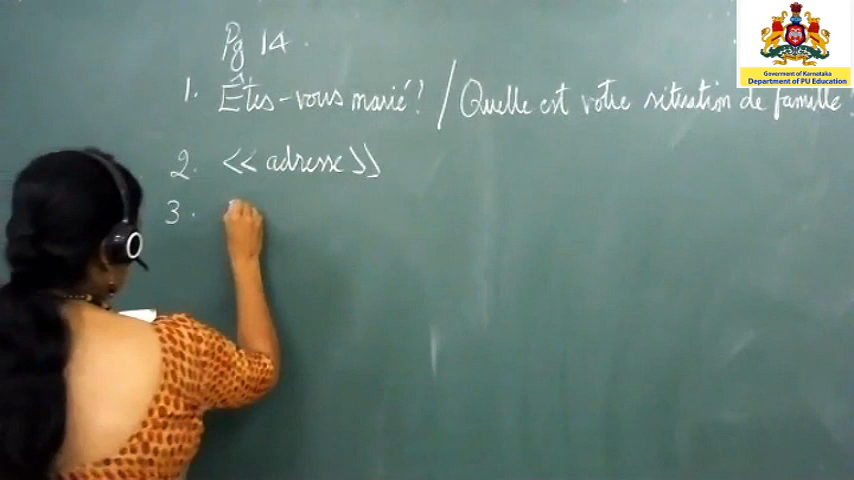 Pg 14.
1. Êtes-vous marié? / Quelle est votre situation de famille?
2. << adresse >>
3.
Goverment of Karnataka
Department of PU Education